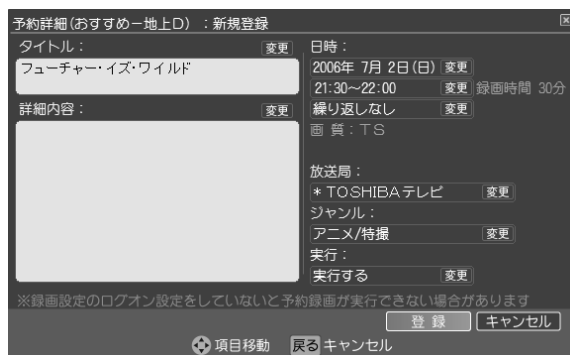 予約詳細(おすすめー地上D) :新規登録
タイトル: 変更
フューチャー・イズ・ワイルド
詳細内容: 変更
日時:
2006年 7月 2日(日) 変更
21:30～22:00 変更 録画時間 30分
繰り返しなし 変更
画 質:TS
放送局:
*TOSHIBAテレビ 変更
ジャンル:
アニメ/特撮 変更
実行:
実行する 変更
※録画設定のログオン設定をしていないと予約録画が実行できない場合があります
登 録 キャンセル
項目移動 戻る キャンセル